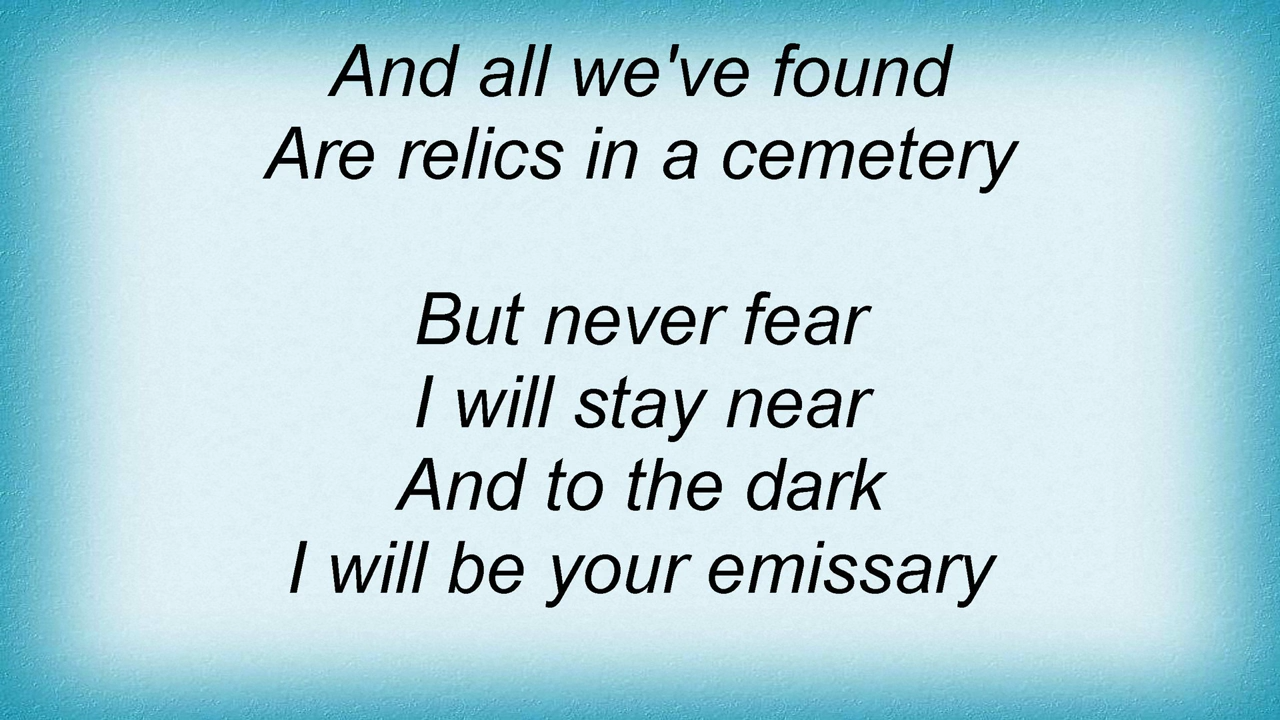 And all we've found
Are relics in a cemetery
But never fear
I will stay near
And to the dark
I will be your emissary